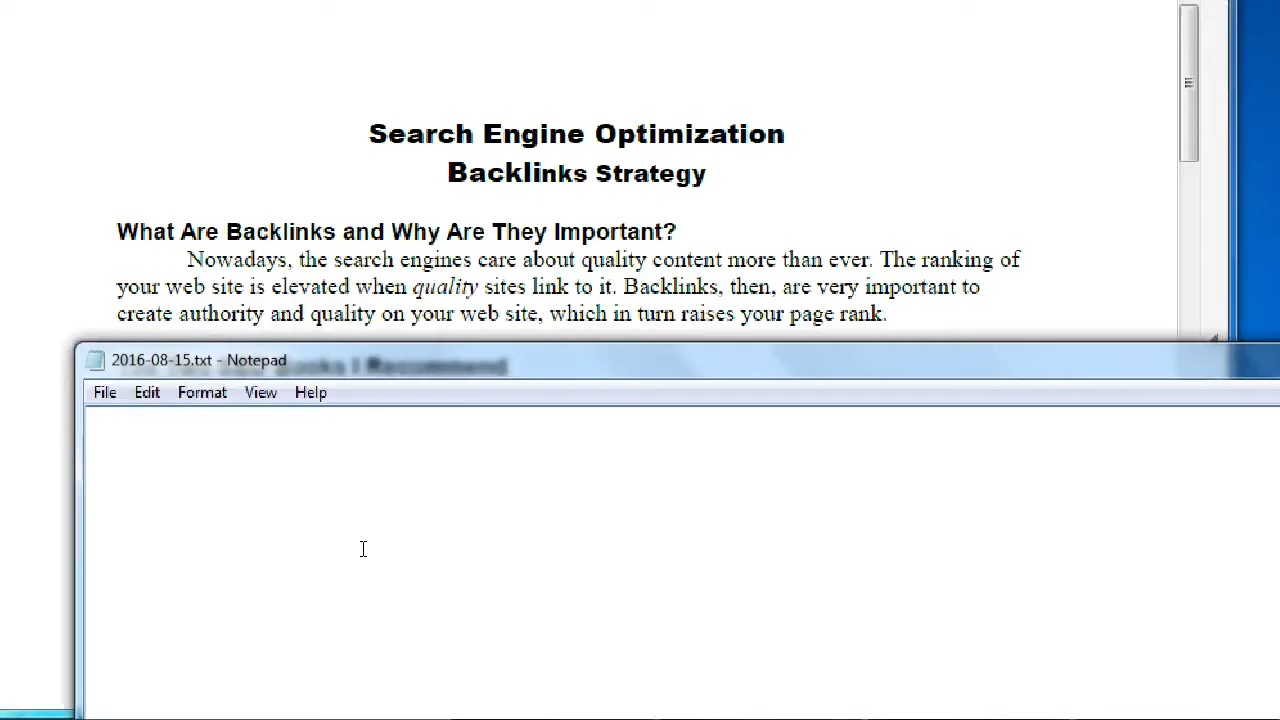 Search Engine Optimization
Backlinks Strategy
What Are Backlinks and Why Are They Important?
Nowadays, the search engines care about quality content more than ever. The ranking of
your web site is elevated when quality sites link to it. Backlinks, then, are very important to
create authority and quality on your web site, which in turn raises your page rank.
2016-08-15.txt - Notepad
Books I Recommend
File Edit Format View Help